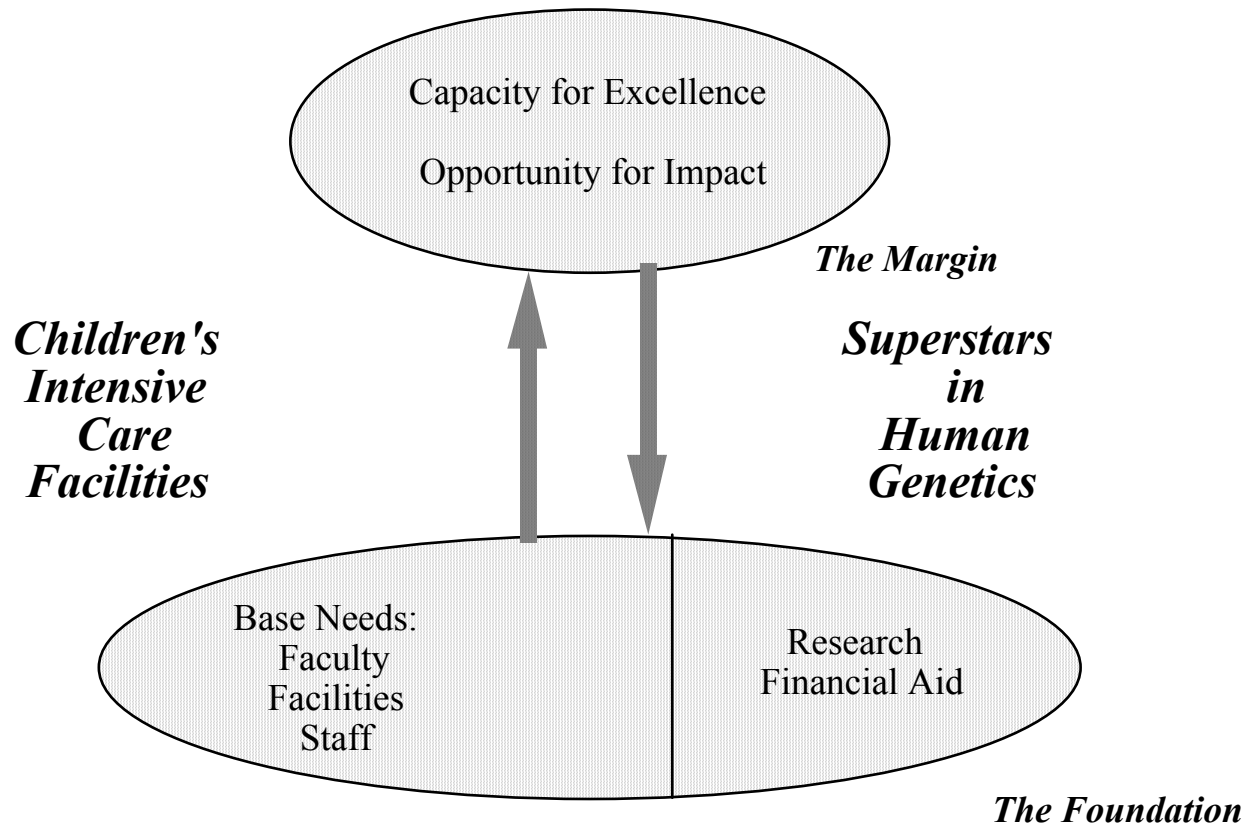 Capacity for Excellence
Opportunity for Impact
The Margin
Children's
Intensive
Care
Facilities
Superstars
in
Human
Genetics
Base Needs:
Faculty
Facilities
Staff
Research
Financial Aid
The Foundation